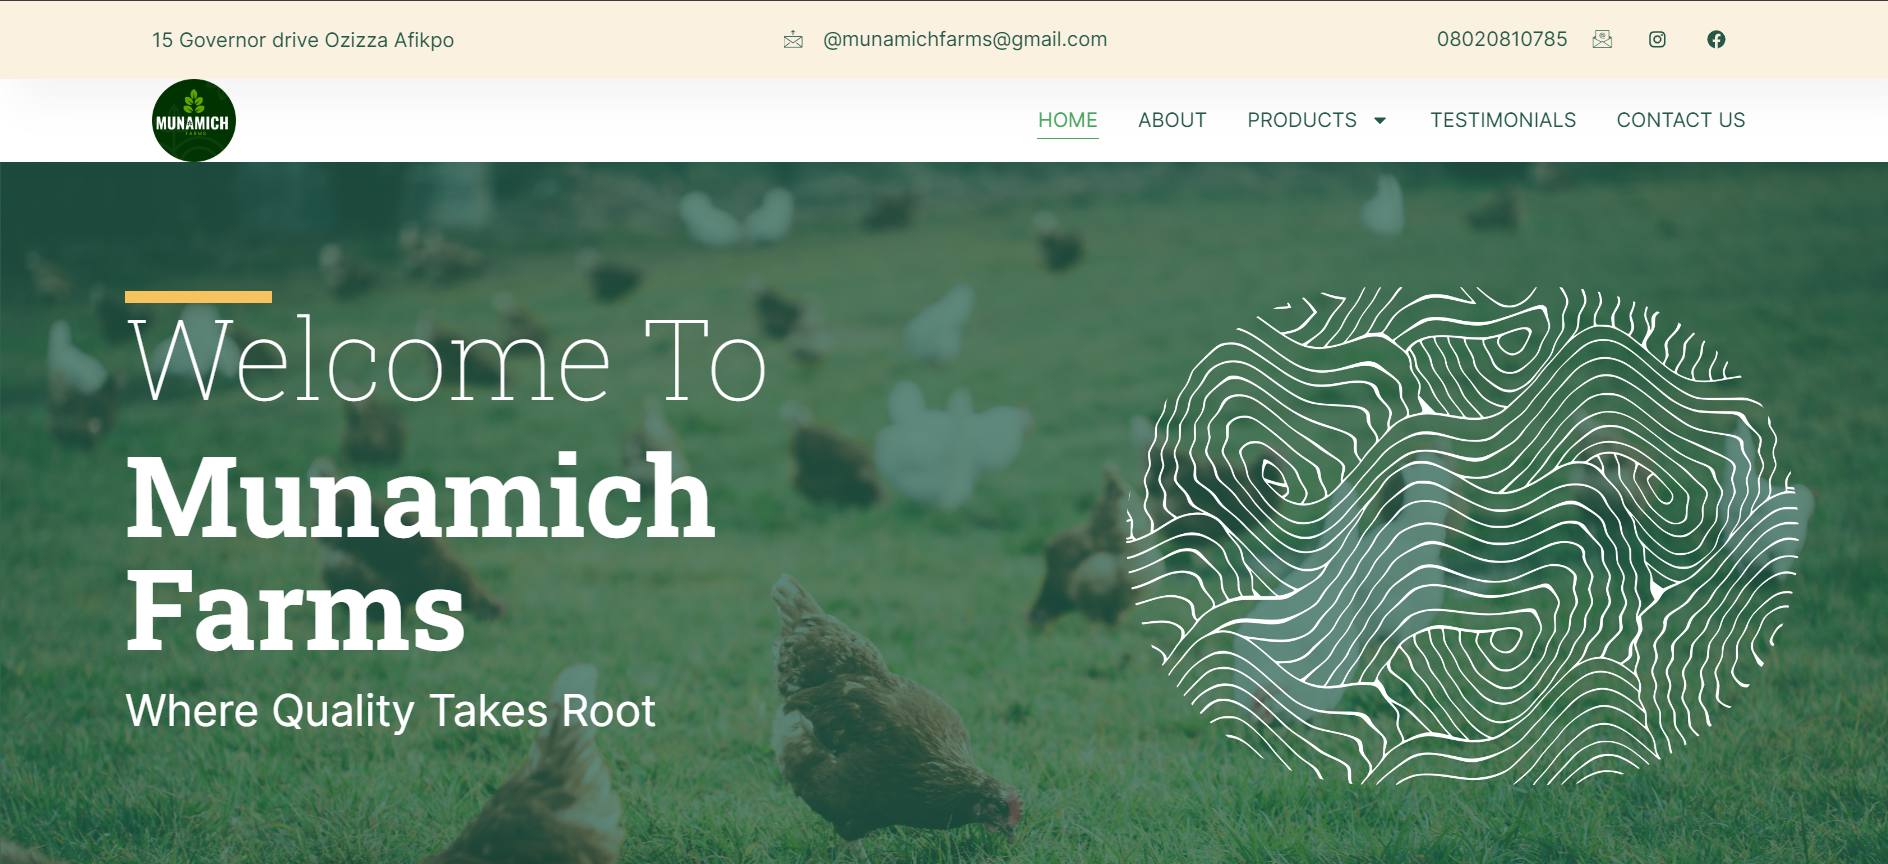 15 Governor drive Ozizza Afikpo
@munamichfarms@gmail.com
08020810785
MUNAMICH
FARMS
HOME
ABOUT
PRODUCTS
TESTIMONIALS
CONTACT US
Welcome To
Munamich
Farms
Where Quality Takes Root